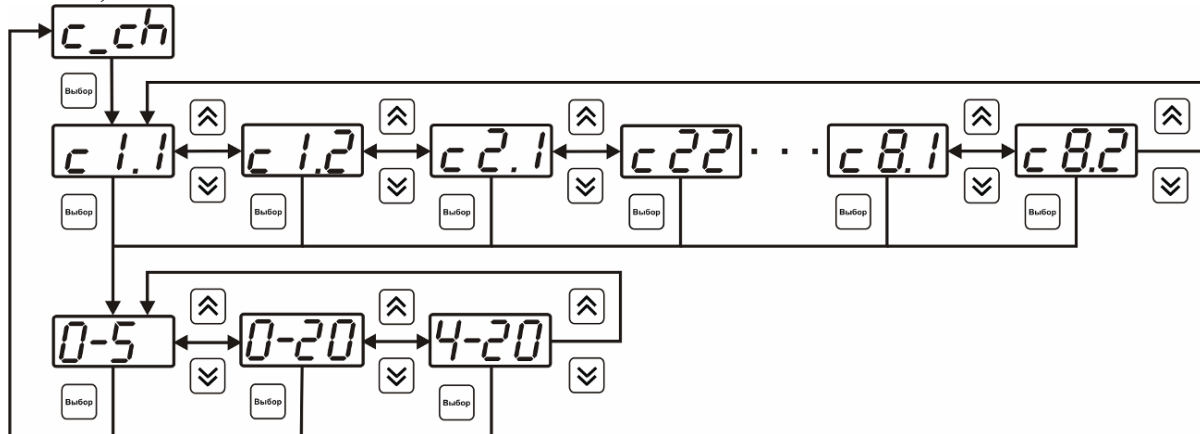 c_ch
Выбор
c 1.1 c 1.2 c 2.1 c 22 . . . c 8.1 c 8.2
Выбор Выбор Выбор Выбор Выбор Выбор
0-5 0-20 4-20
Выбор Выбор Выбор